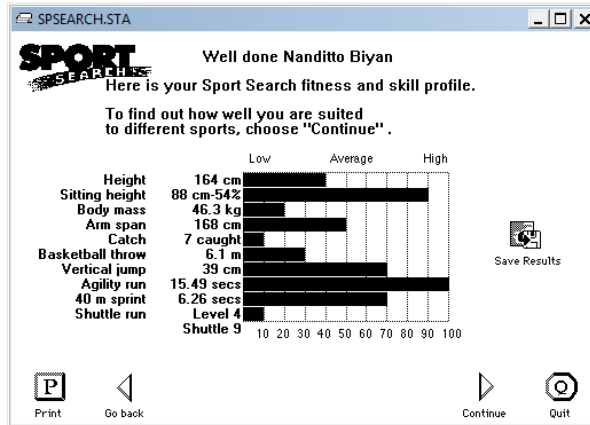 SPSEARCH.STA
SPORT
SEARCH
Well done Nanditto Biyan
Here is your Sport Search fitness and skill profile.
To find out how well you are suited
to different sports, choose "Continue" .
Low Average High
Height 164 cm
Sitting height 88 cm-54%
Body mass 46.3 kg
Arm span 168 cm
Catch 7 caught
Basketball throw 6.1 m
Vertical jump 39 cm
Agility run 15.49 secs
40 m sprint 6.26 secs
Shuttle run Level 4
Shuttle 9
10 20 30 40 50 60 70 80 90 100
Save Results
P
Print
Go back
Continue
Q
Quit